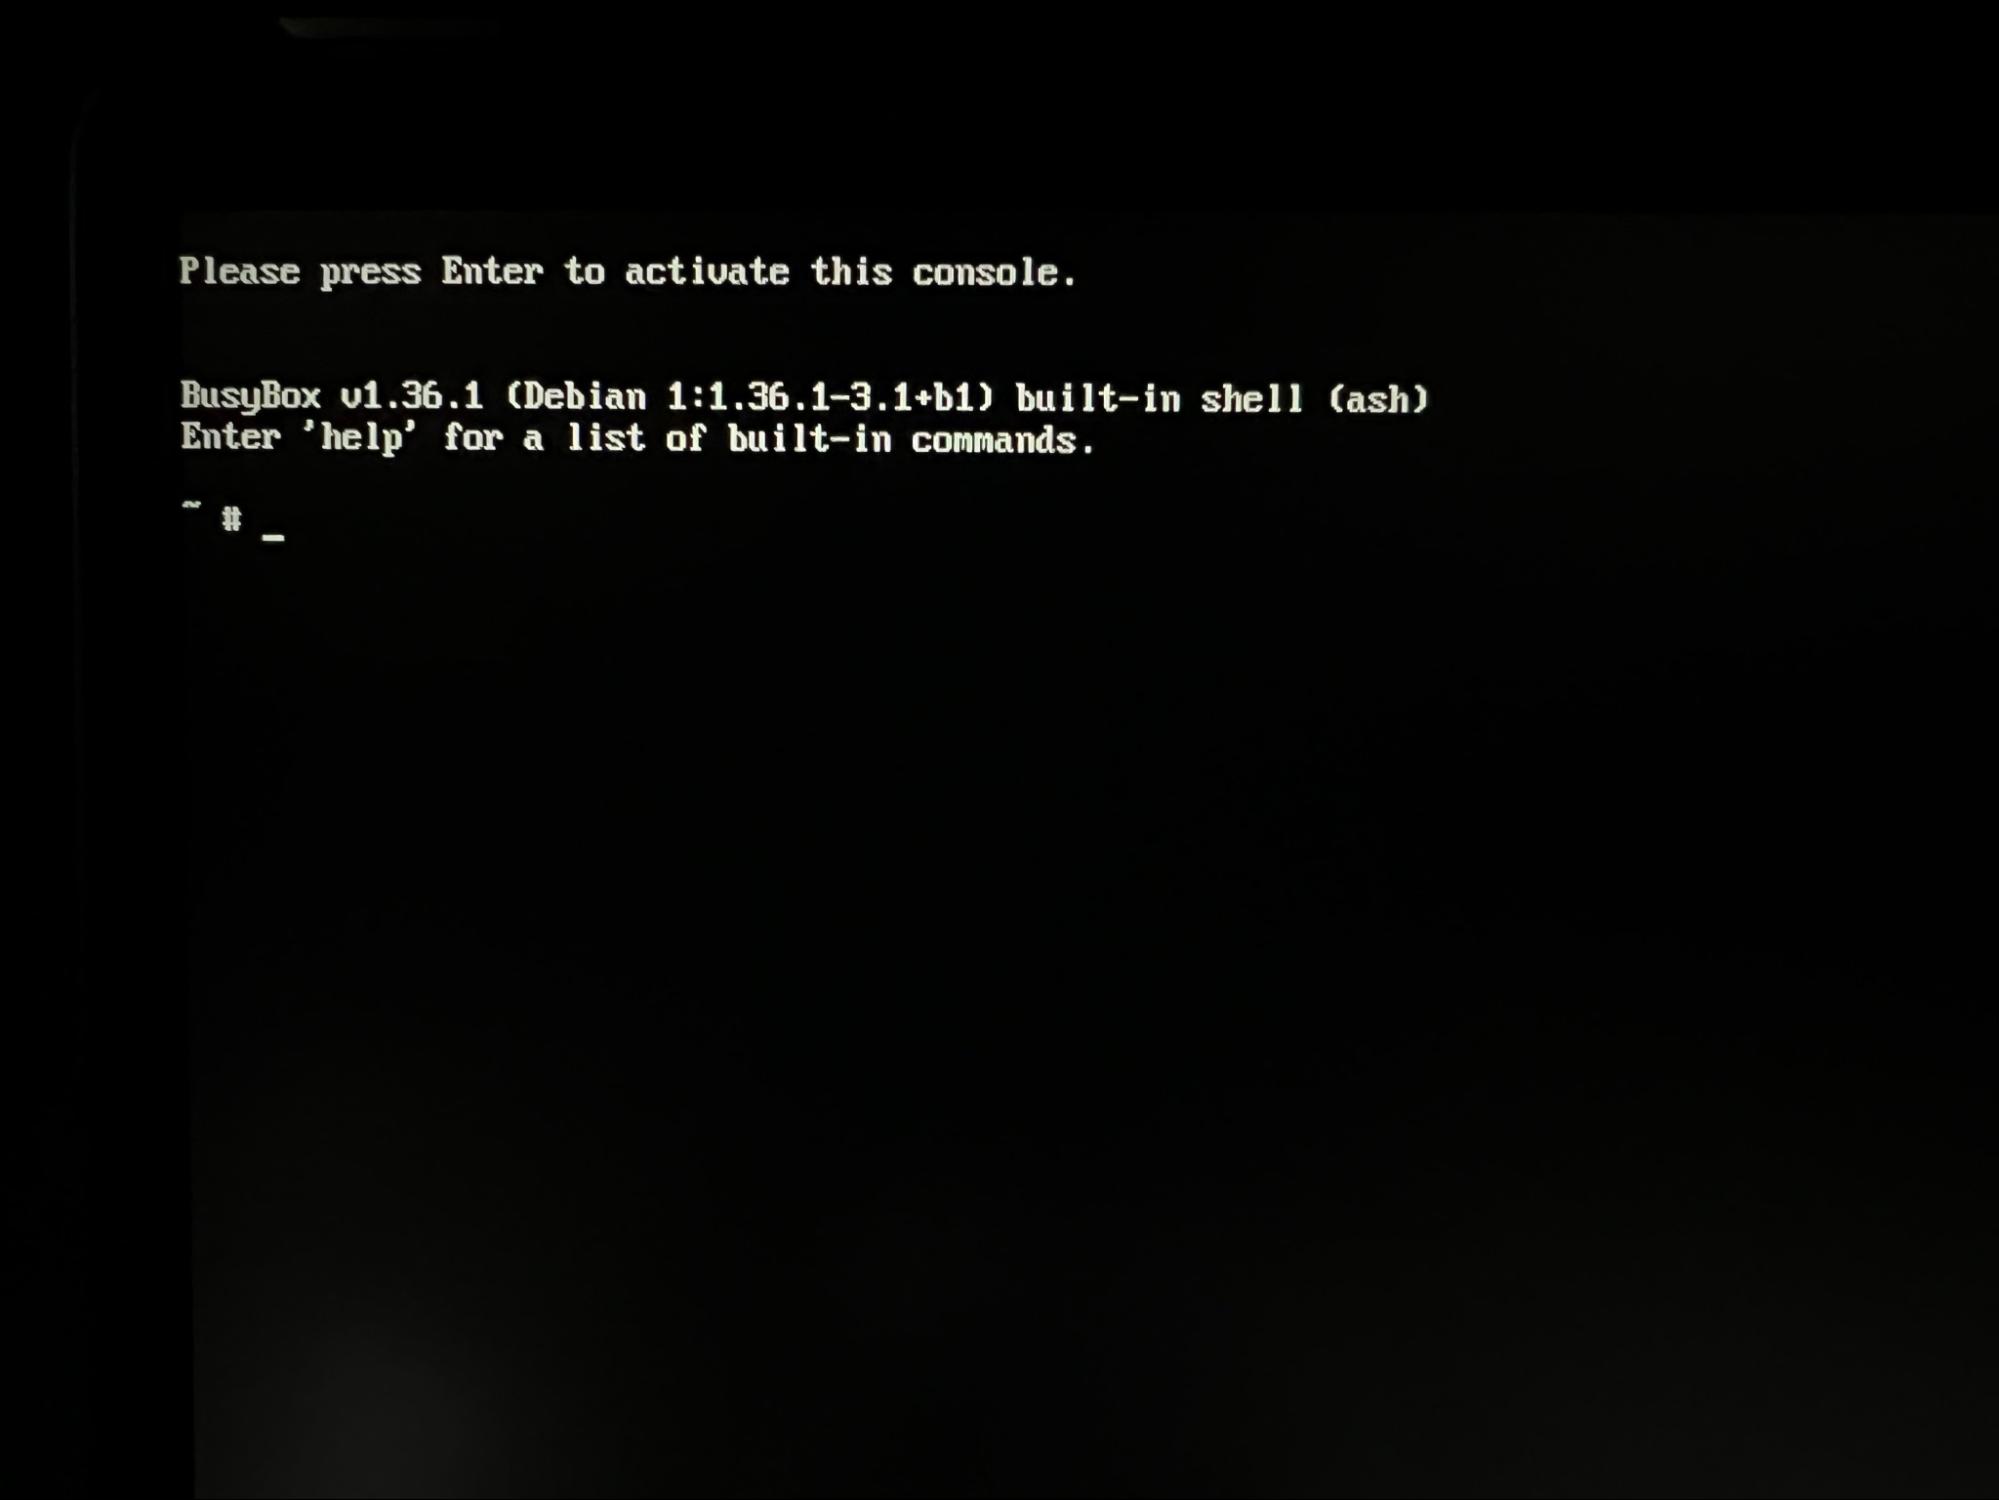 Please press Enter to activate this console.
BusyBox v1.36.1 (Debian 1:1.36.1-3.1+b1) built-in shell (ash)
Enter 'help' for a list of built-in commands.
~ # _